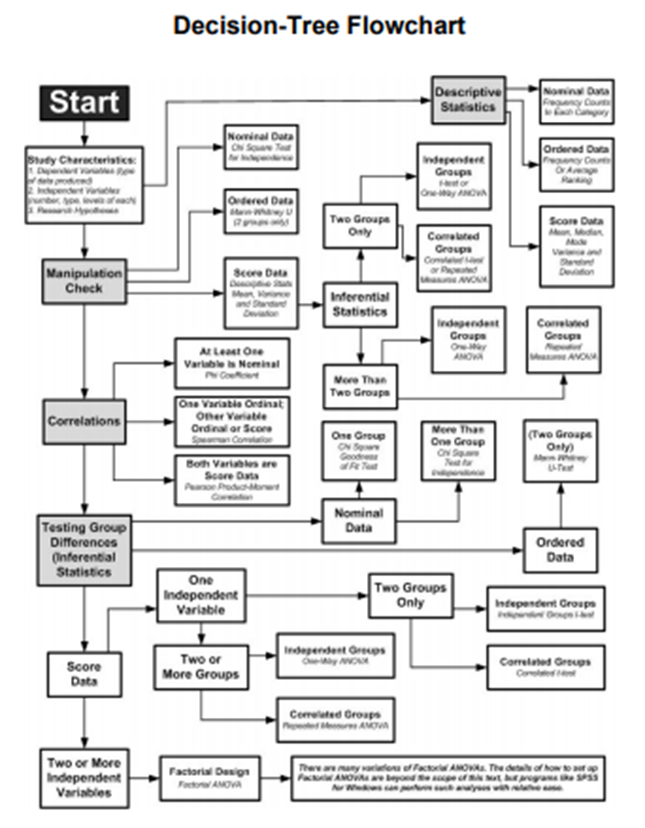 Decision-Tree Flowchart
Start
Descriptive
Statistics
Nominal Data
Frequency Counts
In Each Category
Study Characteristics:
1. Dependent Variables (type
of data produced)
2. Independent Variables
(number, type, levels of each)
3. Research Hypotheses
Nominal Data
Chi Square Test
for Independence
Independent
Groups
t-test or
One-Way ANOVA
Ordered Data
Frequency Counts
Or Average
Ranking
Ordered Data
Mann-Whitney U
(2 groups only)
Two Groups
Only
Correlated
Groups
Correlated t-test
or Repeated
Measures ANOVA
Score Data
Mean, Median,
Mode
Variance and
Standard
Deviation
Manipulation
Check
Score Data
Descriptive Stats
Mean, Variance
and Standard
Deviation
Inferential
Statistics
Independent
Groups
One-Way
ANOVA
Correlated
Groups
Repeated
Measures ANOVA
At Least One
Variable is Nominal
Phi Coefficient
More Than
Two Groups
Correlations
One Variable Ordinal;
Other Variable
Ordinal or Score
Spearman Correlation
One Group
Chi Square
Goodness
of Fit Test
More Than
One Group
Chi Square
Test for
Independence
(Two Groups
Only)
Mann-Whitney
U-Test
Both Variables are
Score Data
Pearson Product-Moment
Correlation
Testing Group
Differences
(Inferential
Statistics
Nominal
Data
Ordered
Data
One
Independent
Variable
Two Groups
Only
Independent Groups
Independent Groups t-test
Score
Data
Two or
More Groups
Independent Groups
One-Way ANOVA
Correlated Groups
Correlated t-test
Correlated Groups
Repeated Measures ANOVA
Two or More
Independent
Variables
Factorial Design
Factorial ANOVA
There are many variations of Factorial ANOVAs. The details of how to set up
Factorial ANOVAs are beyond the scope of this text, but programs like SPSS
for Windows can perform such analyses with relative ease.